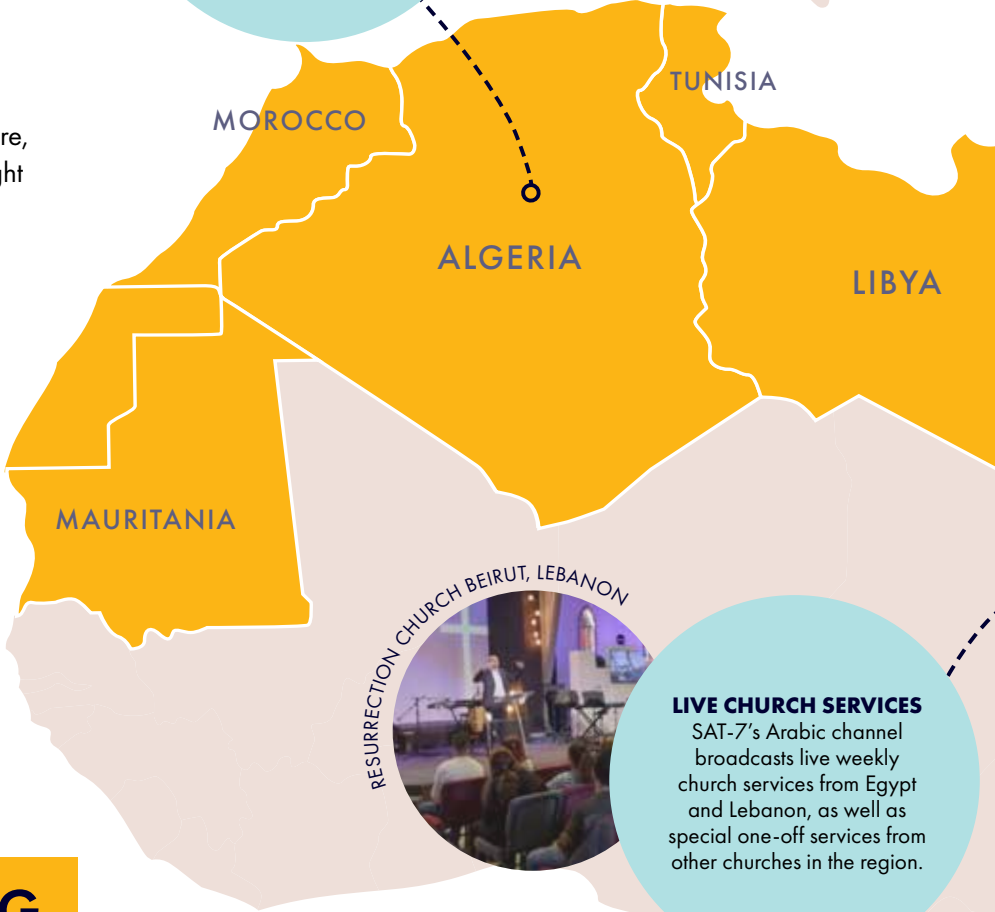 re,
ght
MOROCCO
TUNISIA
ALGERIA
LIBYA
MAURITANIA
RESURRECTION CHURCH BEIRUT, LEBANON
LIVE CHURCH SERVICES
SAT-7’s Arabic channel
broadcasts live weekly
church services from Egypt
and Lebanon, as well as
special one-off services from
other churches in the region.
G